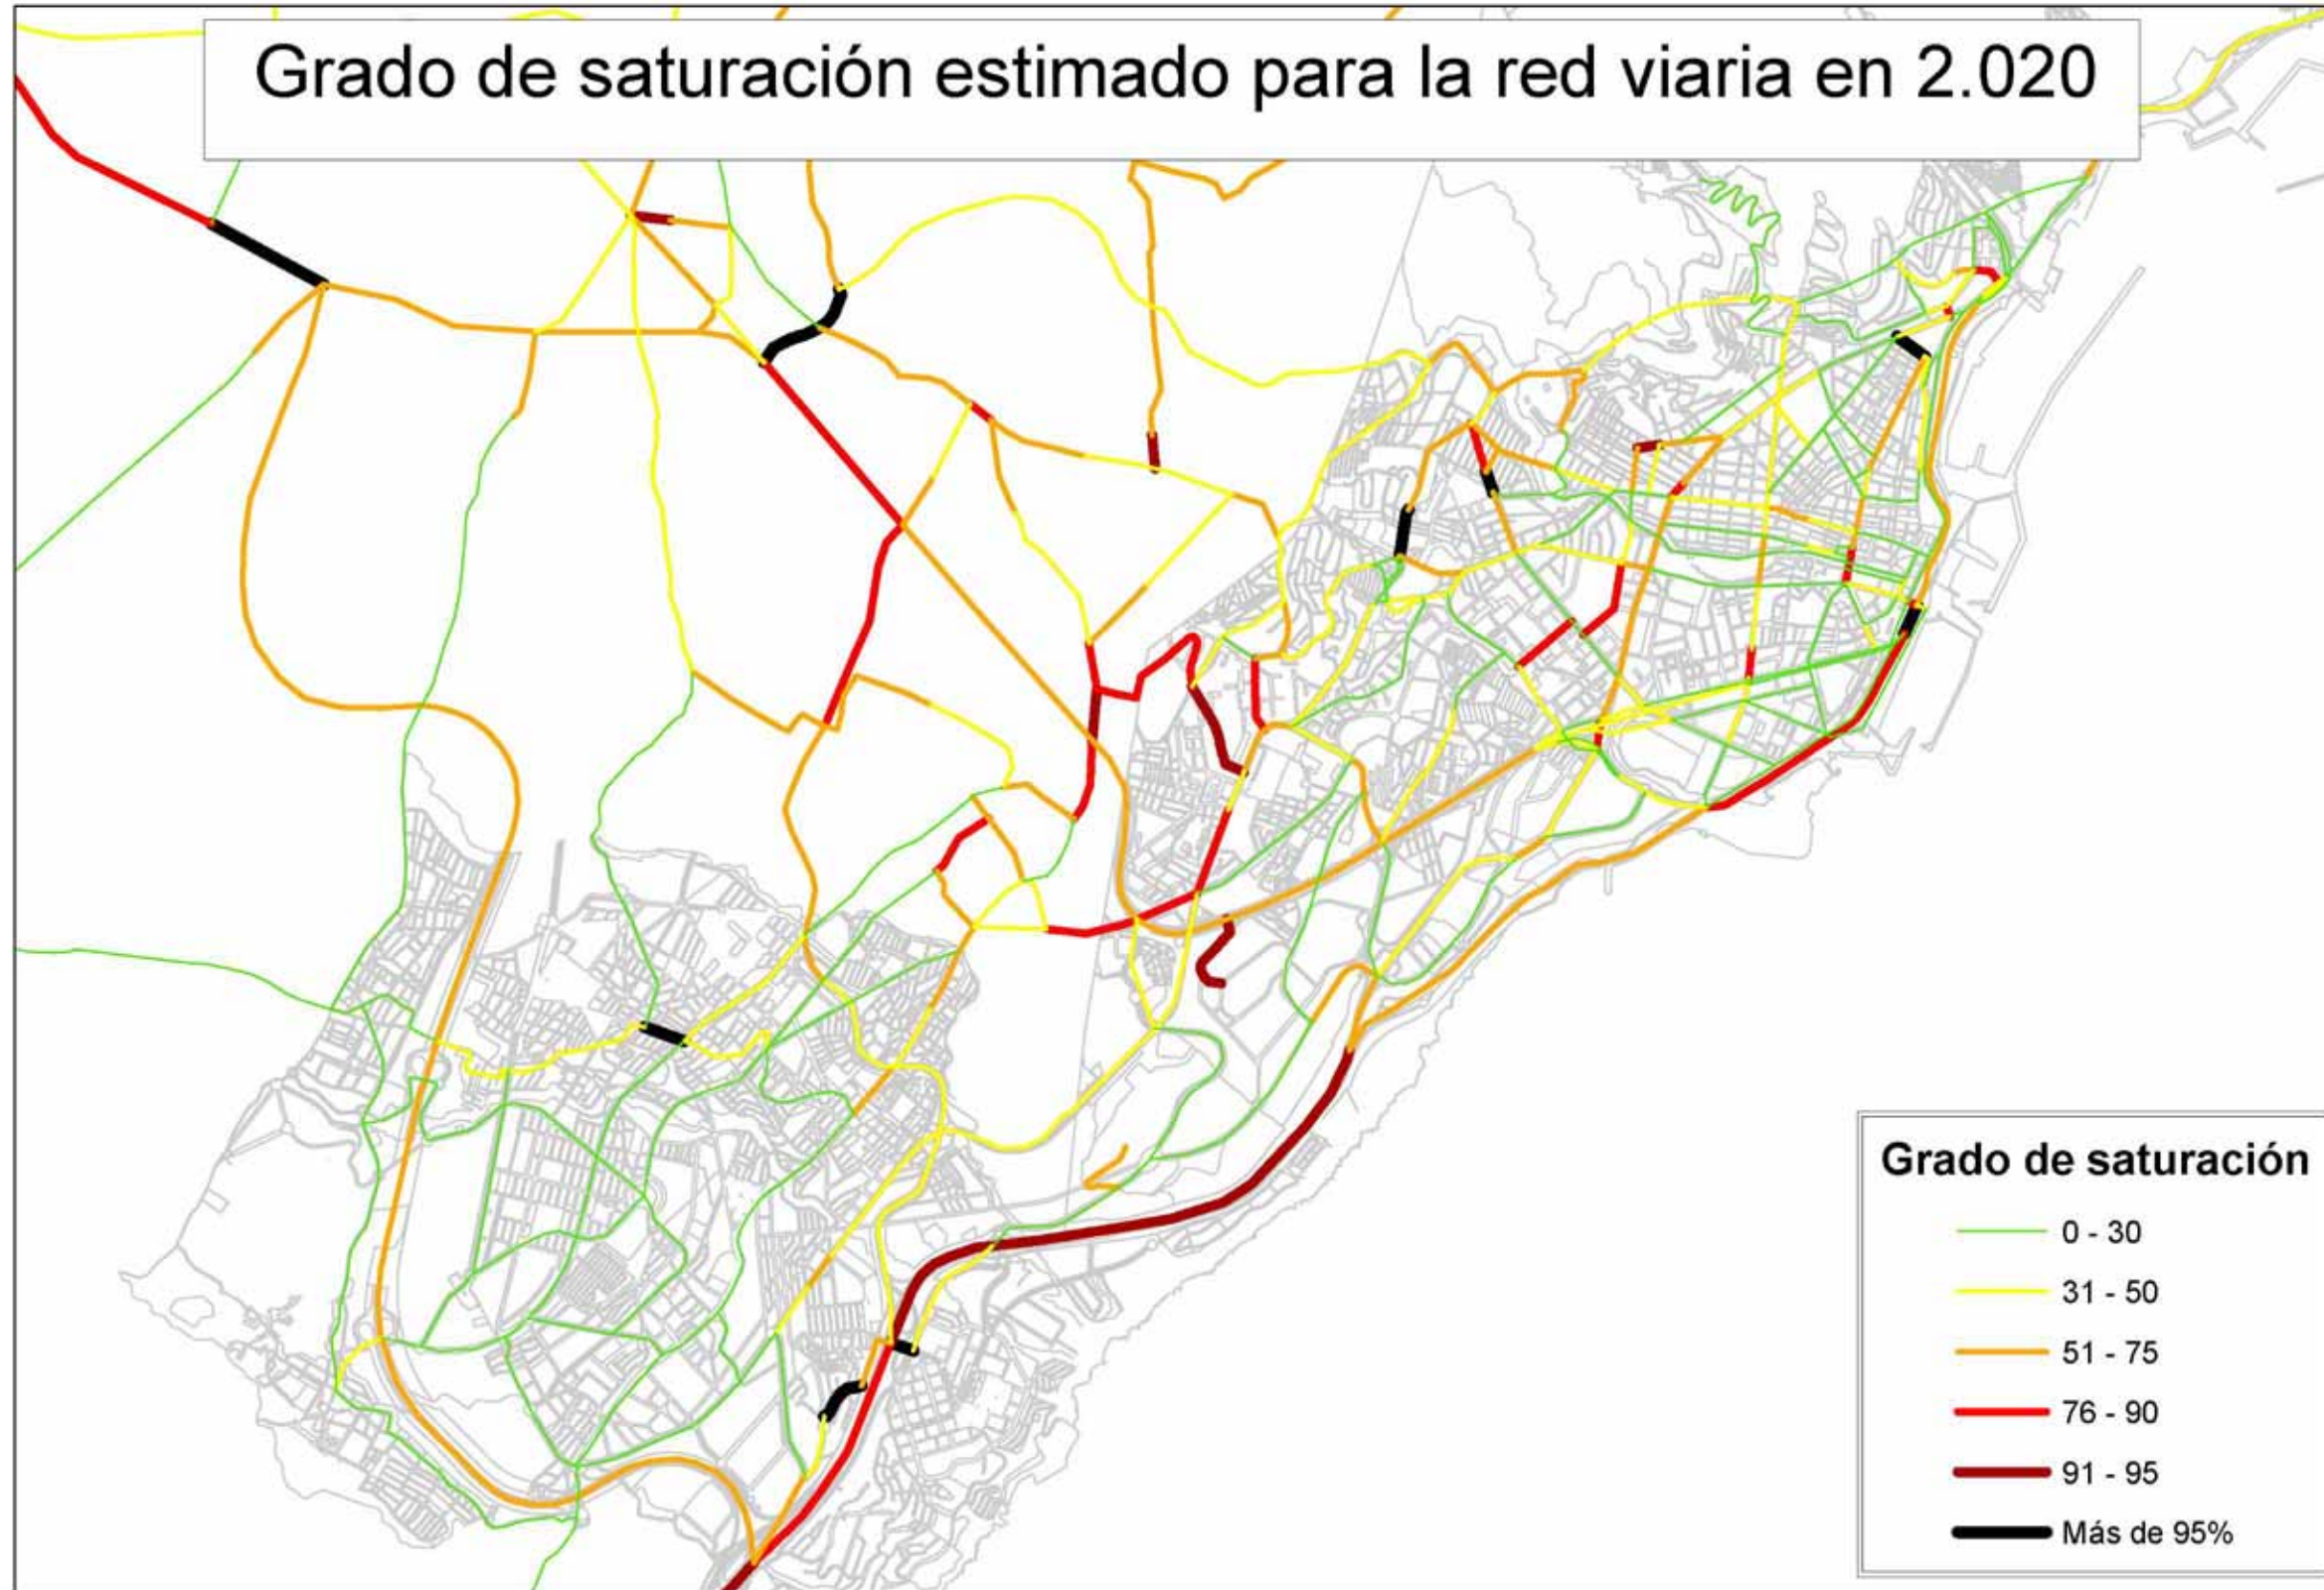 Grado de saturación estimado para la red viaria en 2.020
Grado de saturación
0 - 30
31 - 50
51 - 75
76 - 90
91 - 95
Más de 95%